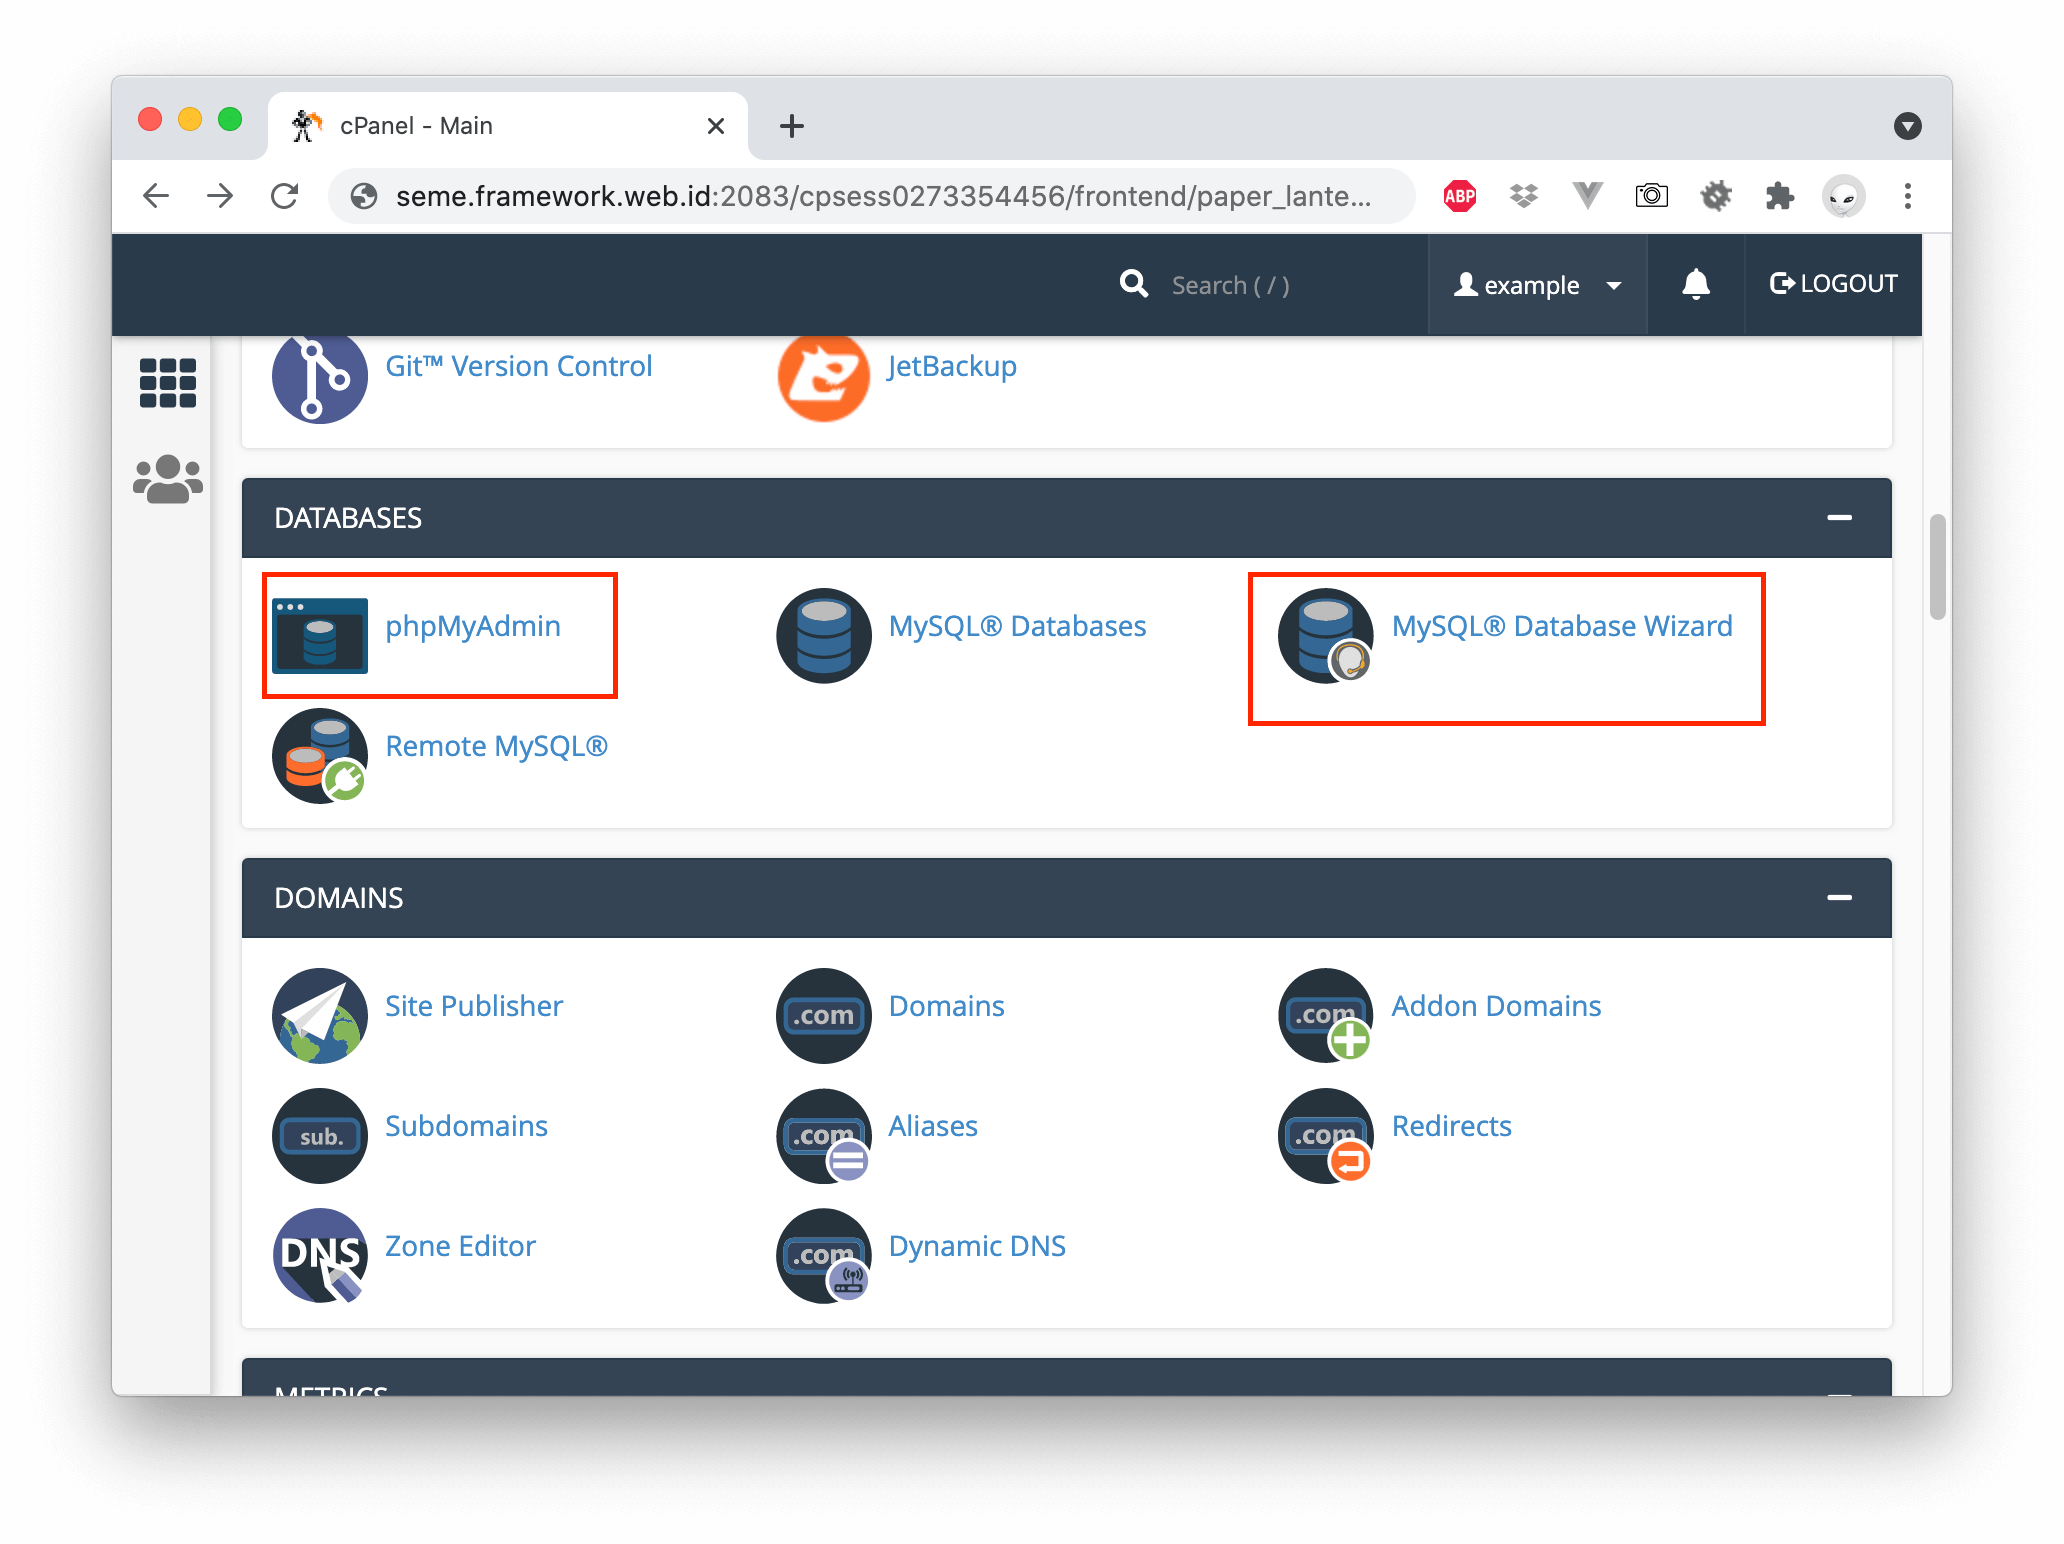 cPanel - Main
seme.framework.web.id:2083/cpsess0273354456/frontend/paper_lante...
ABP
Search ( / )
example
LOGOUT
Git™ Version Control
JetBackup
DATABASES
phpMyAdmin
MySQL® Databases
MySQL® Database Wizard
Remote MySQL®
DOMAINS
Site Publisher
.com
Domains
.com
Addon Domains
sub.
Subdomains
.com
Aliases
.com
Redirects
DNS
Zone Editor
.com
Dynamic DNS
METRICS